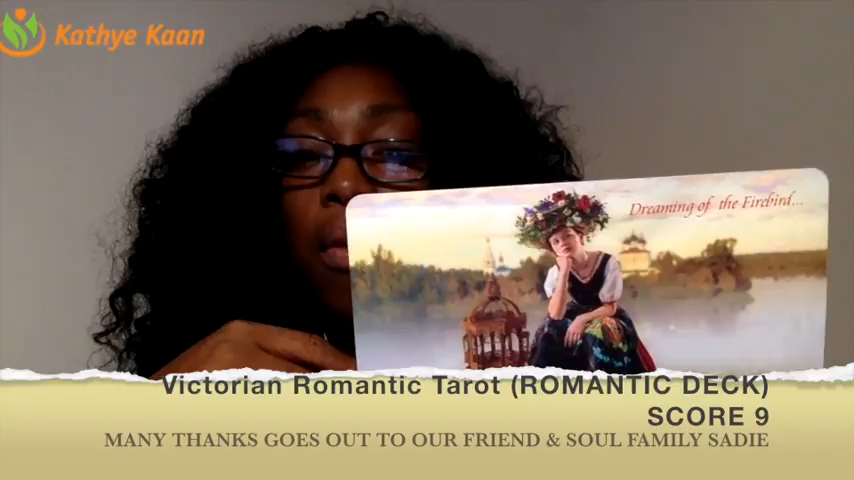 Kathye Kaan
Dreaming of the Firebird...
Victorian Romantic Tarot (ROMANTIC DECK)
SCORE 9
MANY THANKS GOES OUT TO OUR FRIEND & SOUL FAMILY SADIE